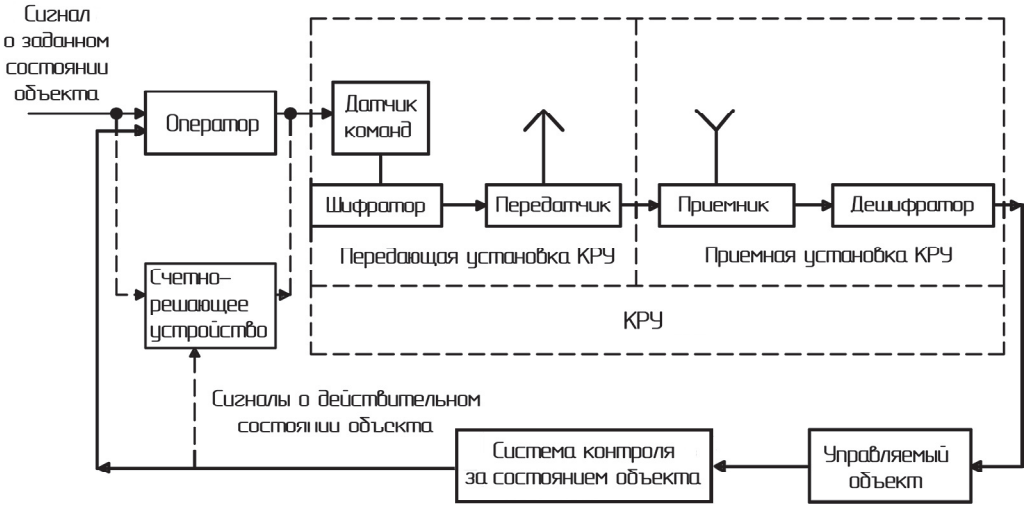 Сигнал
о заданном
состоянии
объекта
Оператор
Датчик
команд
Шифратор
Передатчик
Приемник
Дешифратор
Передающая установка КРУ
Приемная установка КРУ
КРУ
Счетно-
решающее
устройство
Сигналы о действительном
состоянии объекта
Система контроля
за состоянием объекта
Управляемый
объект